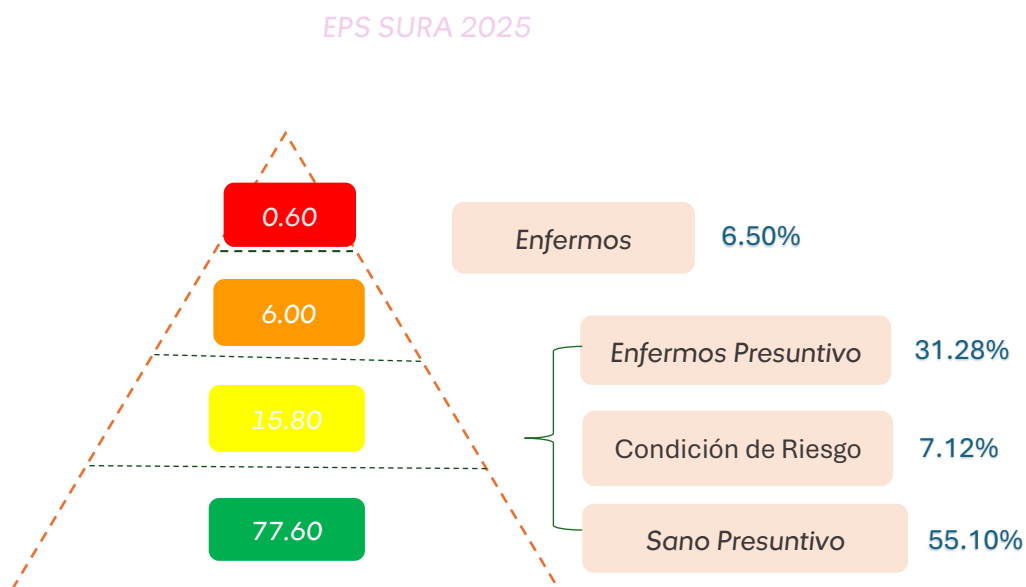 EPS SURA 2025
0.60
Enfermos
6.50%
6.00
Enfermos Presuntivo
31.28%
15.80
Condición de Riesgo
7.12%
77.60
Sano Presuntivo
55.10%